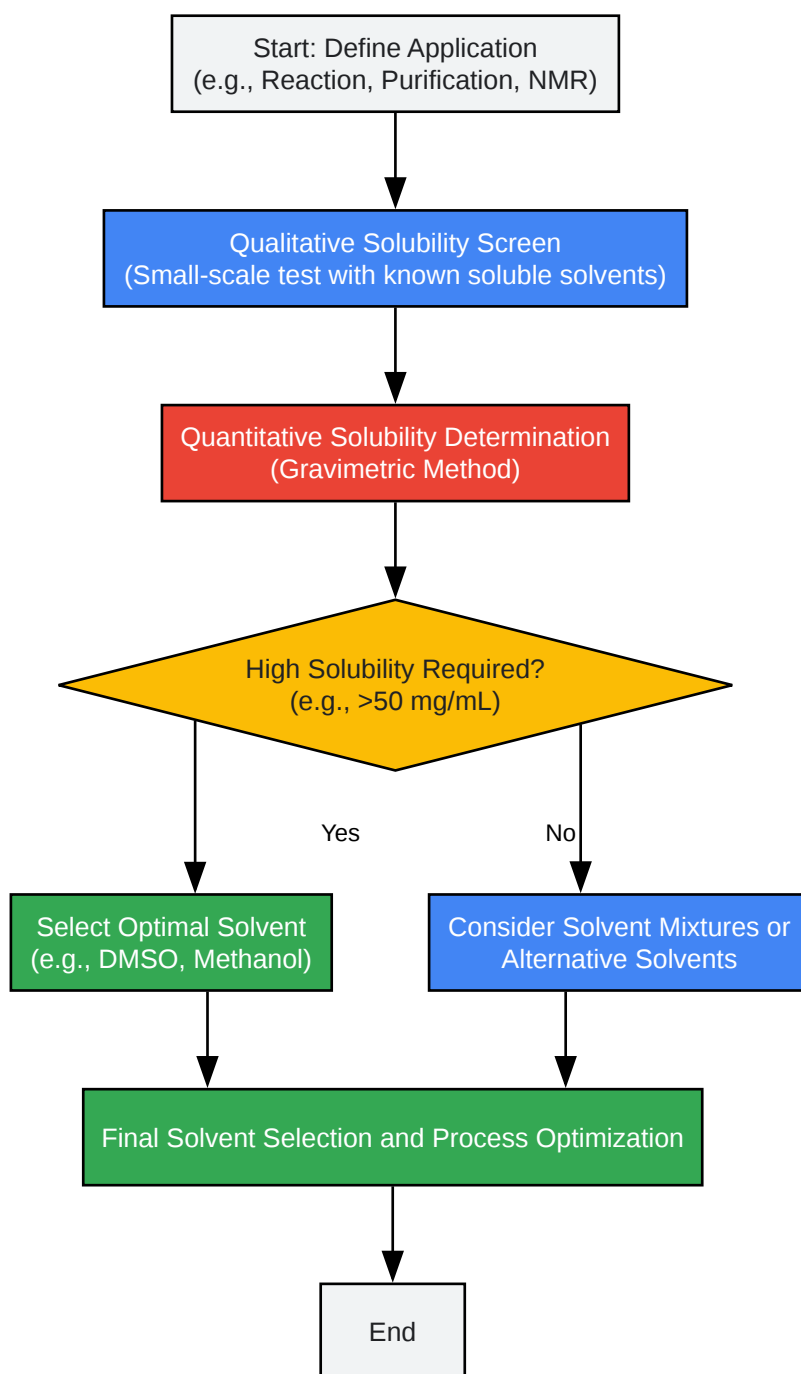 Start: Define Application
(e.g., Reaction, Purification, NMR)
Qualitative Solubility Screen
(Small-scale test with known soluble solvents)
Quantitative Solubility Determination
(Gravimetric Method)
High Solubility Required?
(e.g., >50 mg/mL)
Yes
No
Select Optimal Solvent
(e.g., DMSO, Methanol)
Consider Solvent Mixtures or
Alternative Solvents
Final Solvent Selection and Process Optimization
End